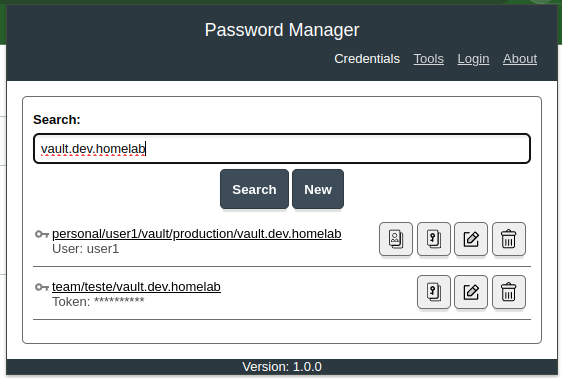 Password Manager
Credentials Tools Login About
Search:
vault.dev.homelab
Search New
personal/user1/vault/production/vault.dev.homelab
User: user1
team/teste/vault.dev.homelab
Token: **********
Version: 1.0.0